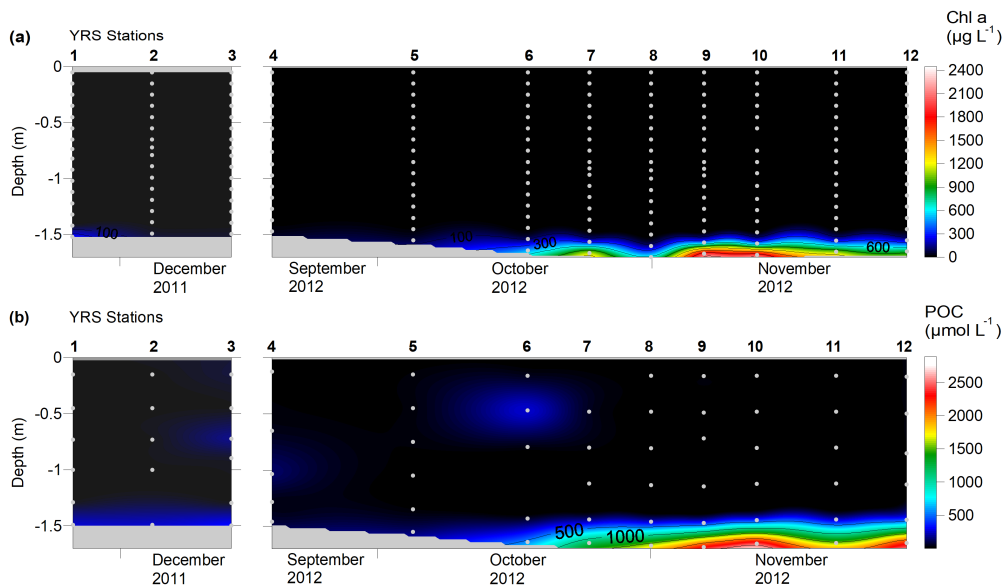 (a)
YRS Stations
Chl a
(µg L⁻¹)
1 2 3 4 5 6 7 8 9 10 11 12
0
-0.5
-1
-1.5
Depth (m)
100
100
300
600
2400
2100
1800
1500
1200
900
600
300
0
December
2011
September
2012
October
2012
November
2012
(b)
YRS Stations
POC
(µmol L⁻¹)
1 2 3 4 5 6 7 8 9 10 11 12
0
-0.5
-1
-1.5
Depth (m)
500
1000
2500
2000
1500
1000
500
December
2011
September
2012
October
2012
November
2012